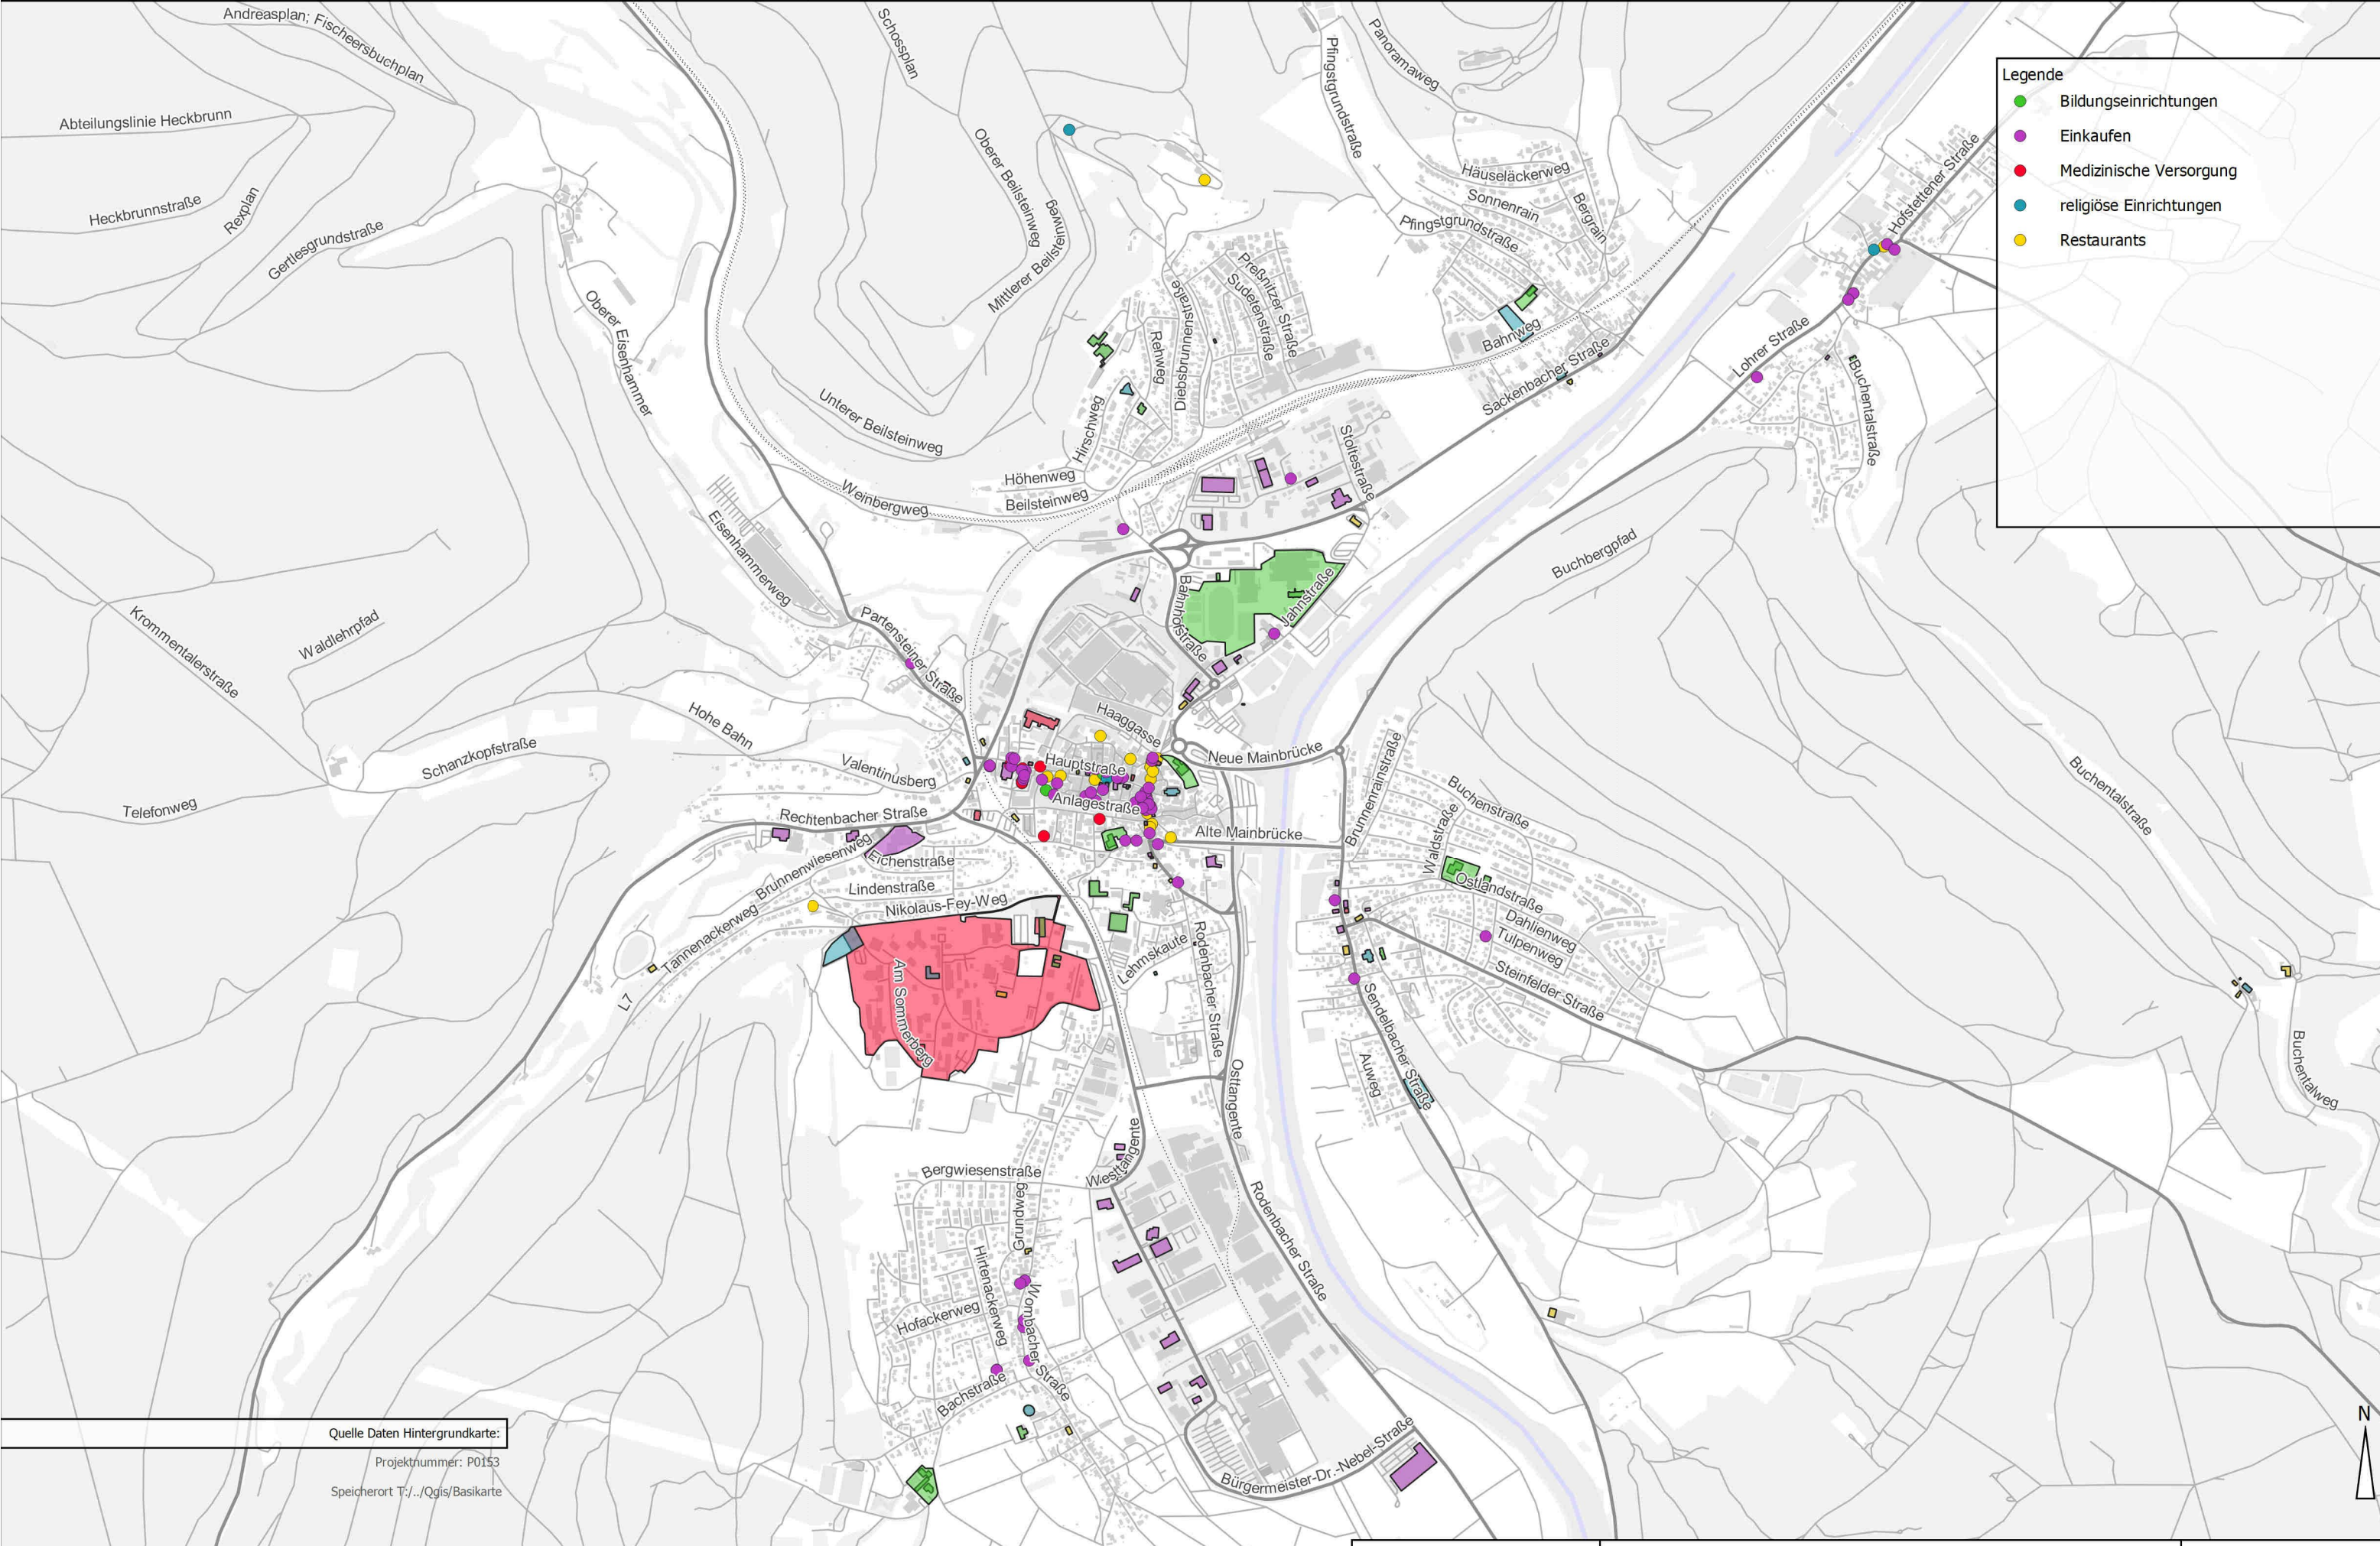 Andreasplan; Fischeersbuchplan
Schossplan
Pfingstgrundstraße
Panoramaweg
Legende
Bildungseinrichtungen
Einkaufen
Medizinische Versorgung
religiöse Einrichtungen
Restaurants
Abteilungslinie Heckbrunn
Heckbrunnstraße
Rexplan
Gertlesgrundstraße
Oberer Beilsteinweg
Mittlerer Beilsteinweg
Häuseläckerweg
Sonnenrain
Bergrain
Pfingstgrundstraße
Hofstettener Straße
Oberer Eisenhammer
Preßnitzer Straße
Sudetenstraße
Diebsbrunnenstraße
Rehweg
Hirschweg
Bahnweg
Sackenbacher Straße
Lohrer Straße
Buchentalstraße
Unterer Beilsteinweg
Höhenweg
Beilsteinweg
Weinbergweg
Stoltestraße
Eisenhammerweg
Buchbergpfad
Krommentalerstraße
Waldlehrpfad
Partensteiner Straße
Bahnhofstraße
Jahnstraße
Hohe Bahn
Haaggasse
Schanzkopfstraße
Telefonweg
Valentinusberg
Hauptstraße
Neue Mainbrücke
Brunnenrainstraße
Buchenstraße
Buchentalstraße
Rechtenbacher Straße
Anlagestraße
Alte Mainbrücke
Waldstraße
Brunnenwiesenweg
Eichenstraße
Lindenstraße
Ostlandstraße
Nikolaus-Fey-Weg
Tannenackerweg
Dahlienweg
Tulpenweg
L7
Am Sommerberg
Lehmskaute
Rodenbacher Straße
Steinfelder Straße
Sendelbacher Straße
Auweg
Osttangente
Buchentalweg
Bergwiesenstraße
Westtangente
Grundweg
Rodenbacher Straße
Hirtenackerweg
Hofackerweg
Wombacher Straße
Bachstraße
Bürgermeister-Dr.-Nebel-Straße
N
Quelle Daten Hintergrundkarte:
Projektnummer: P0153
Speicherort T:/../Qgis/Basikarte